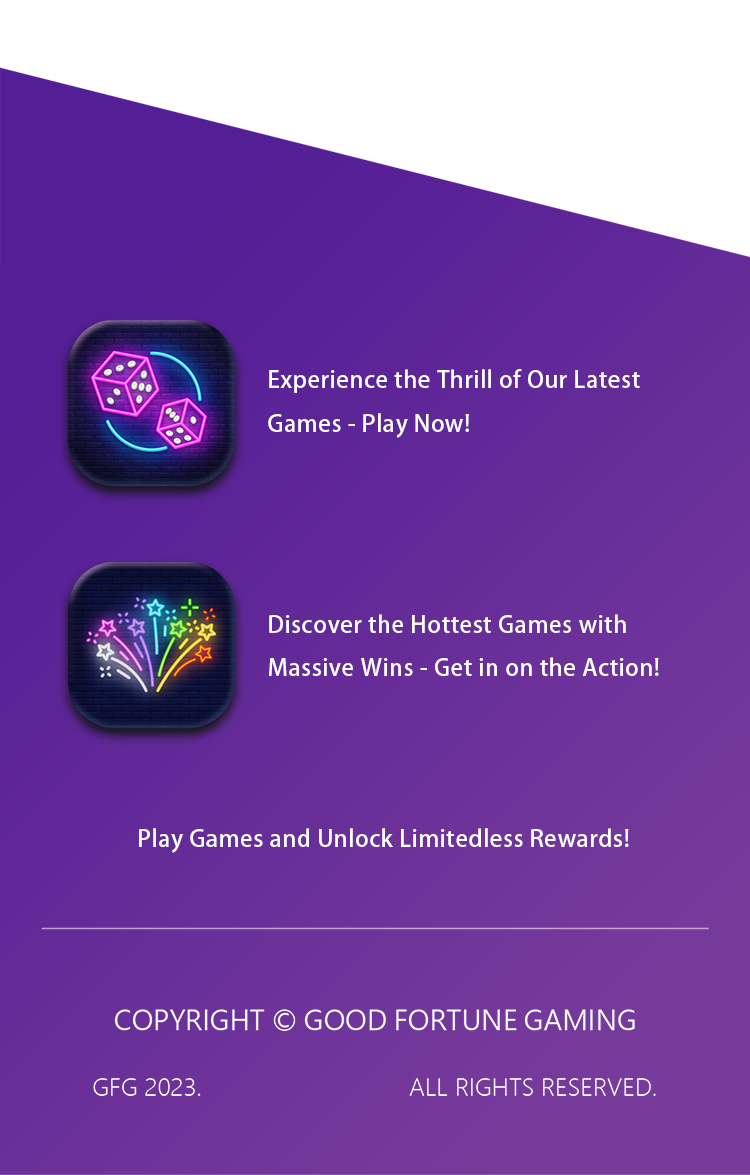 Experience the Thrill of Our Latest
Games - Play Now!
Discover the Hottest Games with
Massive Wins - Get in on the Action!
Play Games and Unlock Limitedless Rewards!
COPYRIGHT © GOOD FORTUNE GAMING
GFG 2023. ALL RIGHTS RESERVED.